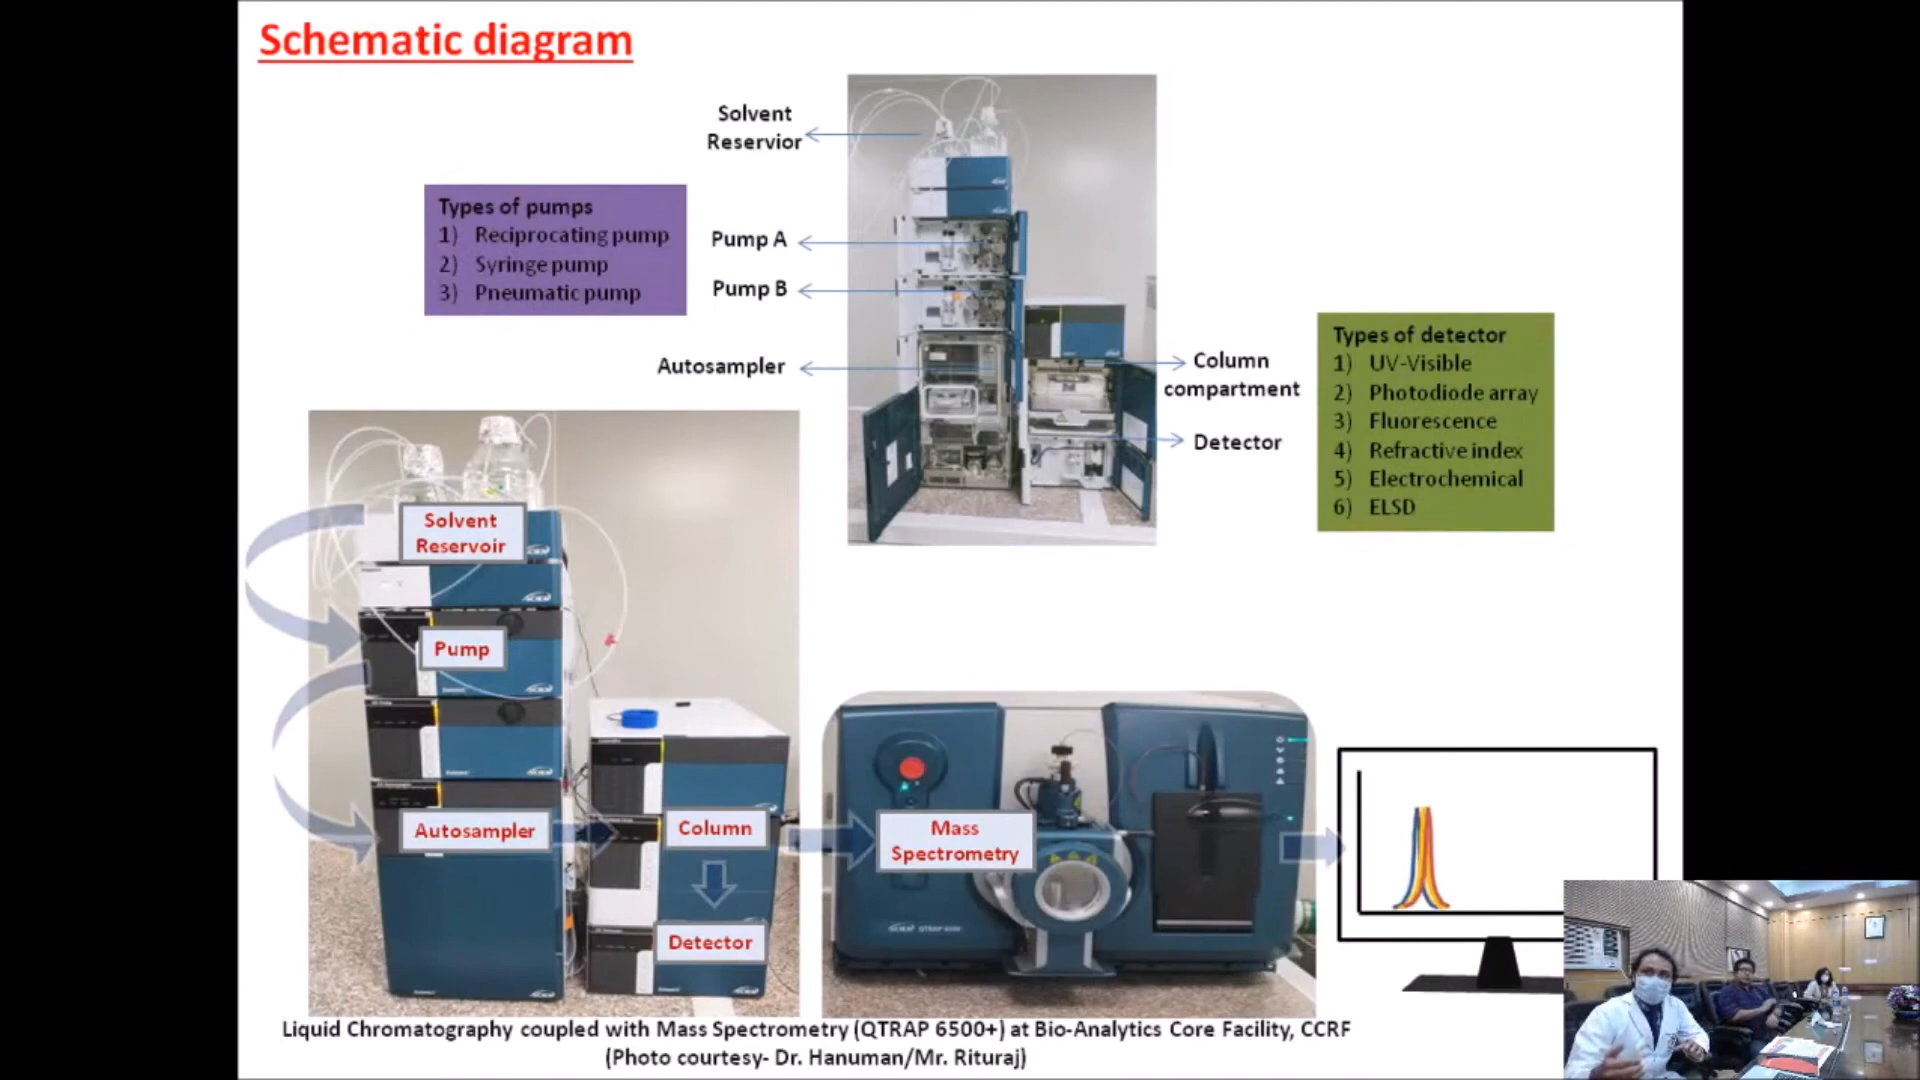 Schematic diagram
Solvent
Reservior
Types of pumps
1) Reciprocating pump
2) Syringe pump
3) Pneumatic pump
Pump A
Pump B
Autosampler
Column
compartment
Detector
Types of detector
1) UV-Visible
2) Photodiode array
3) Fluorescence
4) Refractive index
5) Electrochemical
6) ELSD
Solvent
Reservoir
Pump
Autosampler
Column
Detector
Mass
Spectrometry
SCIEX
Liquid Chromatography coupled with Mass Spectrometry (QTRAP 6500+) at Bio-Analytics Core Facility, CCRF
(Photo courtesy- Dr. Hanuman/Mr. Rituraj)